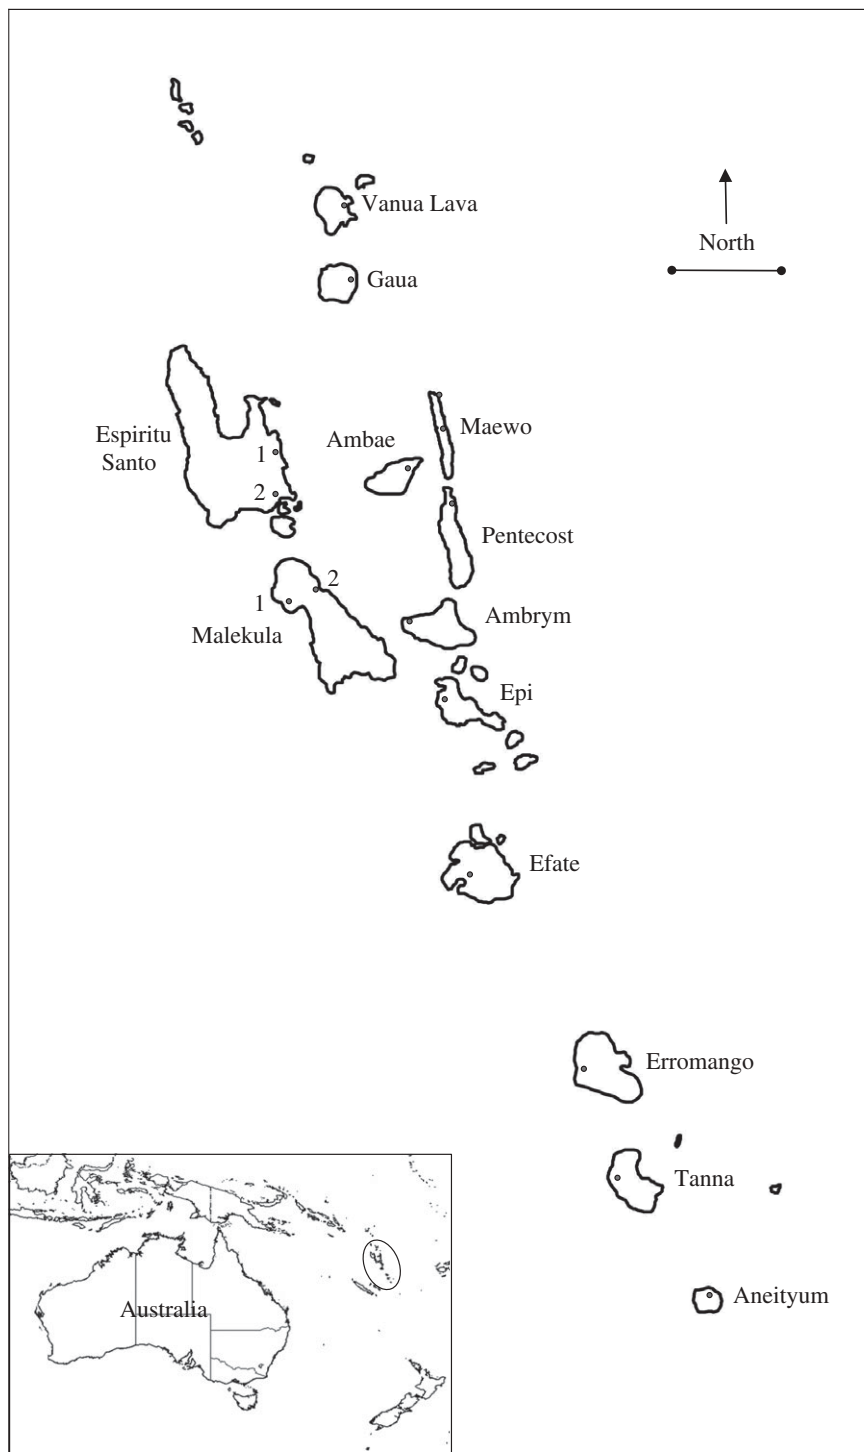 Vanua Lava
North
Gaua
Espiritu
Santo
1
2
Ambae
Maewo
Pentecost
2
1
Malekula
Ambrym
Epi
Efate
Erromango
Tanna
Aneityum
Australia